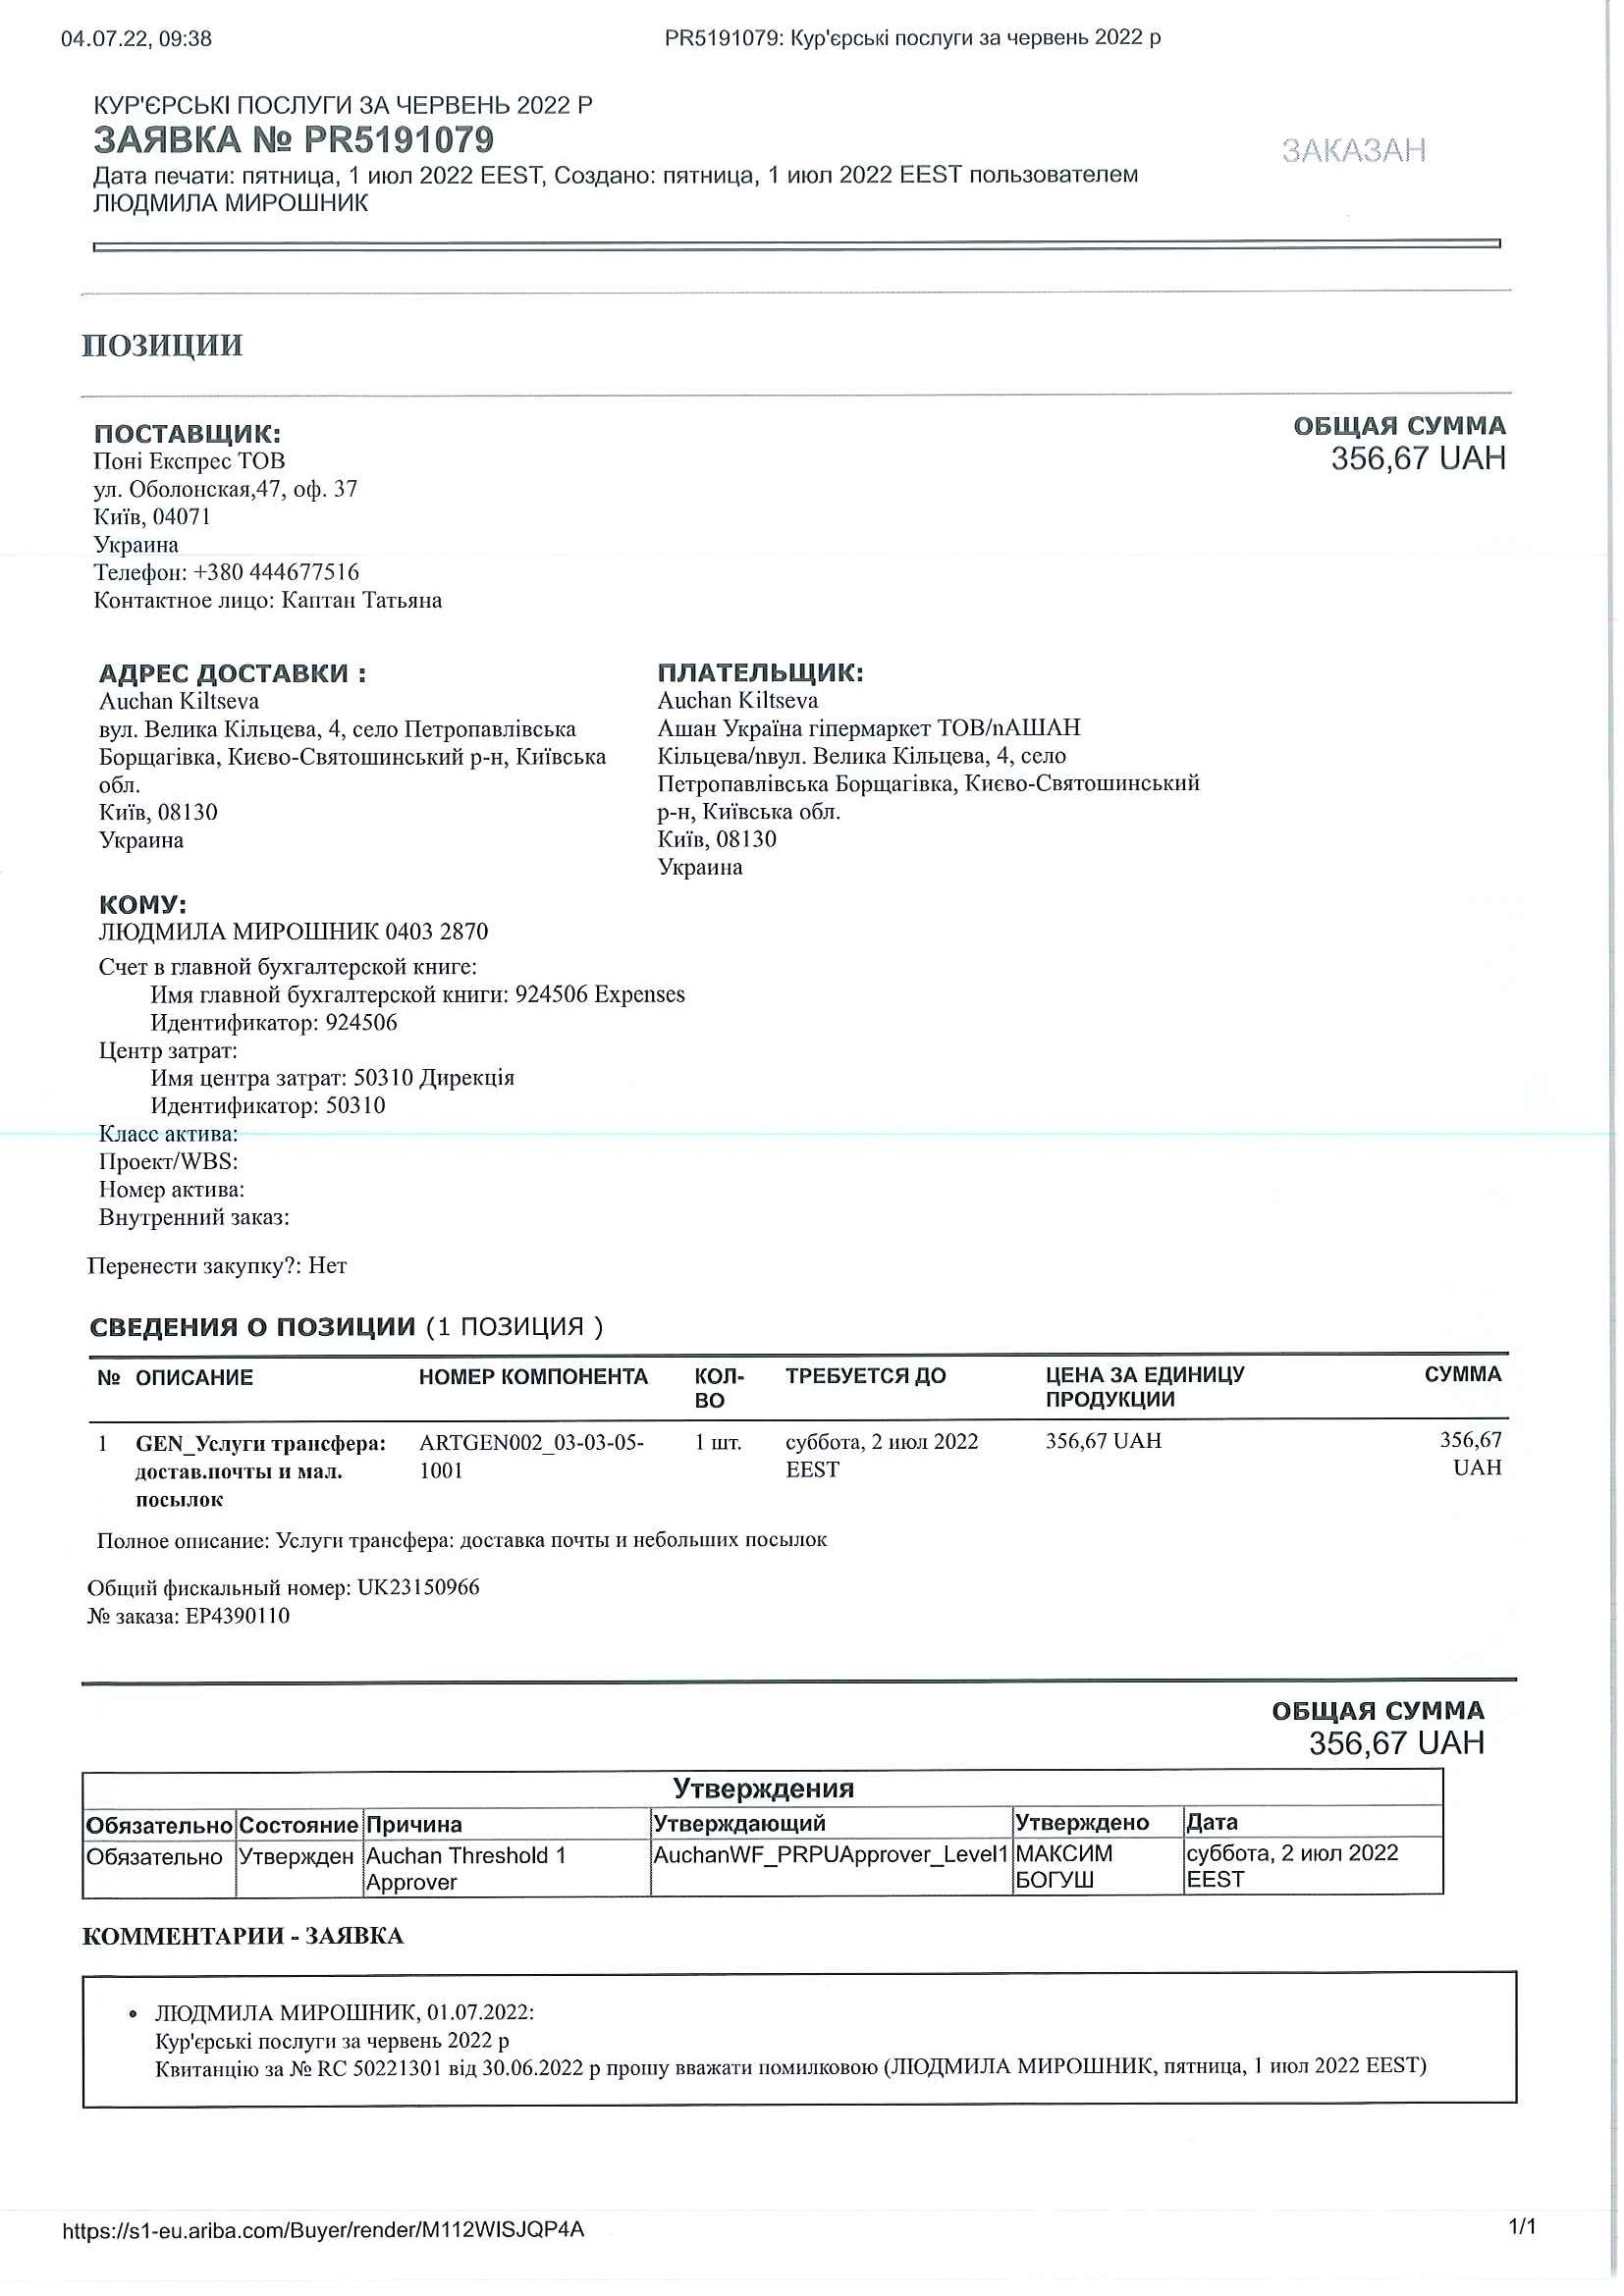 04.07.22, 09:38
PR5191079: Кур'єрські послуги за червень 2022 р
КУР'ЄРСЬКІ ПОСЛУГИ ЗА ЧЕРВЕНЬ 2022 Р
ЗАЯВКА № PR5191079
ЗАКАЗАН
Дата печати: пятница, 1 июл 2022 EEST, Создано: пятница, 1 июл 2022 EEST пользователем
ЛЮДМИЛА МИРОШНИК
ПОЗИЦИИ
ПОСТАВЩИК:
Поні Експрес ТОВ
ул. Оболонская,47, оф. 37
Київ, 04071
Украина
Телефон: +380 444677516
Контактное лицо: Каптан Татьяна
ОБЩАЯ СУММА
356,67 UAH
АДРЕС ДОСТАВКИ :
Auchan Kiltseva
вул. Велика Кільцева, 4, село Петропавлівська
Борщагівка, Києво-Святошинський р-н, Київська
обл.
Київ, 08130
Украина
ПЛАТЕЛЬЩИК:
Auchan Kiltseva
Ашан Україна гіпермаркет ТОВ/nАШАН
Кільцева/nвул. Велика Кільцева, 4, село
Петропавлівська Борщагівка, Києво-Святошинський
р-н, Київська обл.
Київ, 08130
Украина
КОМУ:
ЛЮДМИЛА МИРОШНИК 0403 2870
Счет в главной бухгалтерской книге:
Имя главной бухгалтерской книги: 924506 Expenses
Идентификатор: 924506
Центр затрат:
Имя центра затрат: 50310 Дирекція
Идентификатор: 50310
Класс актива:
Проект/WBS:
Номер актива:
Внутренний заказ:
Перенести закупку?: Нет
СВЕДЕНИЯ О ПОЗИЦИИ (1 ПОЗИЦИЯ )
№ ОПИСАНИЕ НОМЕР КОМПОНЕНТА КОЛ- ТРЕБУЕТСЯ ДО ЦЕНА ЗА ЕДИНИЦУ СУММА
ВО ПРОДУКЦИИ
1 GEN_Услуги трансфера: ARTGEN002_03-03-05- 1 шт. суббота, 2 июл 2022 356,67 UAH 356,67
достав.почты и мал. 1001 EEST UAH
посылок
Полное описание: Услуги трансфера: доставка почты и небольших посылок
Общий фискальный номер: UK23150966
№ заказа: EP4390110
ОБЩАЯ СУММА
356,67 UAH
Утверждения
Обязательно Состояние Причина Утверждающий Утверждено Дата
Обязательно Утвержден Auchan Threshold 1 AuchanWF_PRPUApprover_Level1 МАКСИМ суббота, 2 июл 2022
Approver БОГУШ EEST
КОММЕНТАРИИ - ЗАЯВКА
• ЛЮДМИЛА МИРОШНИК, 01.07.2022:
Кур'єрські послуги за червень 2022 р
Квитанцію за № RC 50221301 від 30.06.2022 р прошу вважати помилковою (ЛЮДМИЛА МИРОШНИК, пятница, 1 июл 2022 EEST)
https://s1-eu.ariba.com/Buyer/render/M112WISJQP4A
1/1